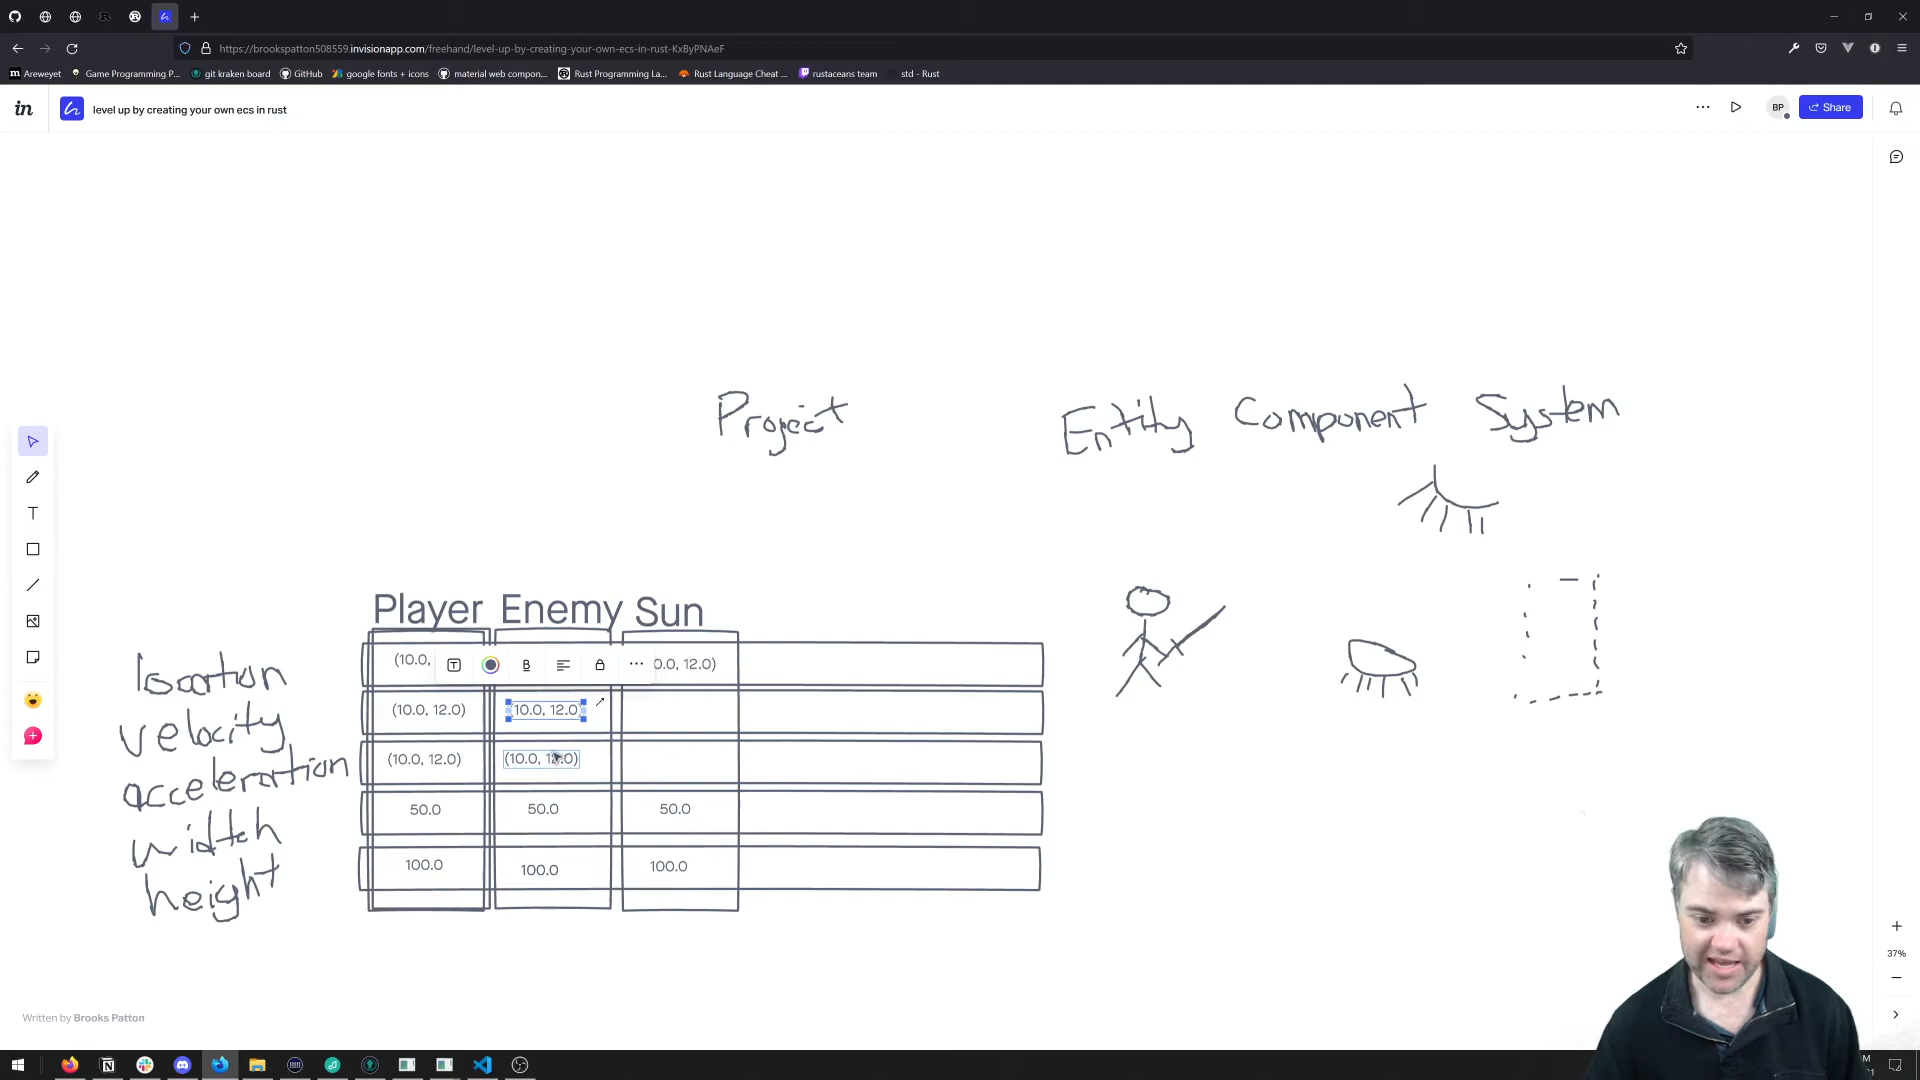 https://brookspatton508559.invisionapp.com/freehand/level-up-by-creating-your-own-ecs-in-rust-KxByPNAeF
Areweyet
Game Programming P...
git kraken board
GitHub
google fonts + icons
material web compon...
Rust Programming La...
Rust Language Cheat ...
rustaceans team
std - Rust
in
level up by creating your own ecs in rust
BP
Share
Project
Entity Component System
Player Enemy Sun
location
velocity
acceleration
width
height
(10.0,
0.0, 12.0)
(10.0, 12.0)
10.0, 12.0
(10.0, 12.0)
50.0
50.0
50.0
100.0
100.0
100.0
T
B
37%
Written by Brooks Patton